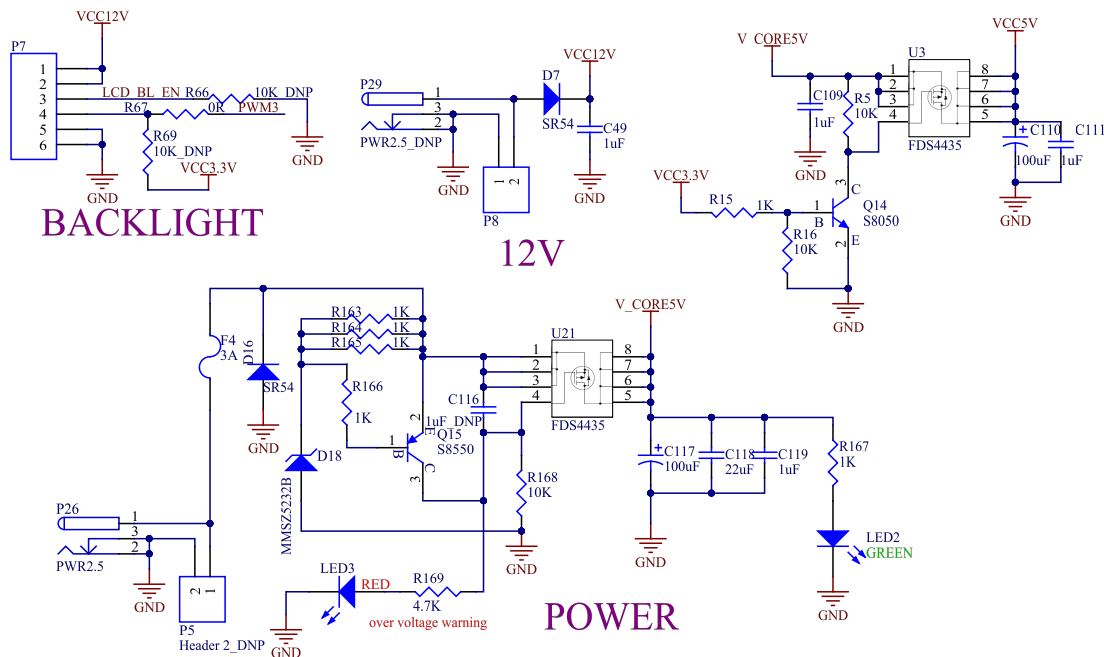 VCC12V
P7
1
2
3
4
5
6
LCD_BL_EN
R66
10K_DNP
R67
0R
PWM3
R69
10K_DNP
VCC3.3V
GND
GND
BACKLIGHT
P29
1
3
2
PWR2.5_DNP
GND
D7
SR54
VCC12V
C49
1uF
GND
1
2
P8
12V
V_CORE5V
C109
1uF
GND
R5
10K
U3
1
2
3
4
8
7
6
5
FDS4435
VCC5V
C110
100uF
C111
1uF
GND
VCC3.3V
R15
1K
R16
10K
1
B
3
C
Q14
S8050
2
E
GND
F4
3A
D16
SR54
GND
R163
1K
R164
1K
R165
1K
R166
1K
D18
MMSZ5232B
C116
1uF_DNP
2
E
Q15
S8550
1
B
C
3
U21
1
2
3
4
8
7
6
5
FDS4435
V_CORE5V
R168
10K
GND
C117
100uF
C118
22uF
C119
1uF
GND
R167
1K
LED2
GREEN
GND
P26
1
3
2
PWR2.5
GND
2
1
P5
Header 2_DNP
LED3
RED
R169
4.7K
over voltage warning
GND
POWER